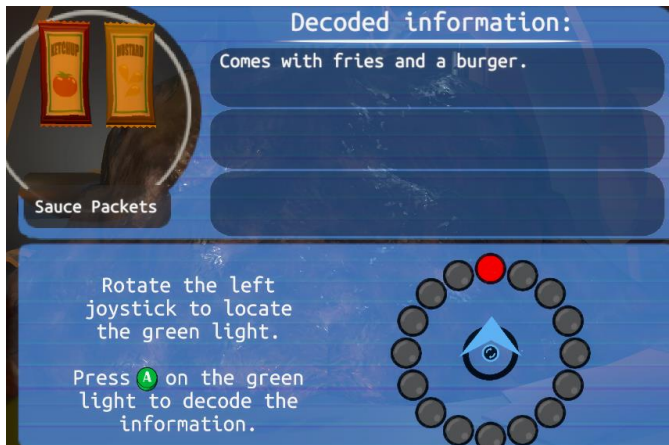 Decoded information:
KETCHUP
MUSTARD
Comes with fries and a burger.
Sauce Packets
Rotate the left
joystick to locate
the green light.
Press A on the green
light to decode the
information.